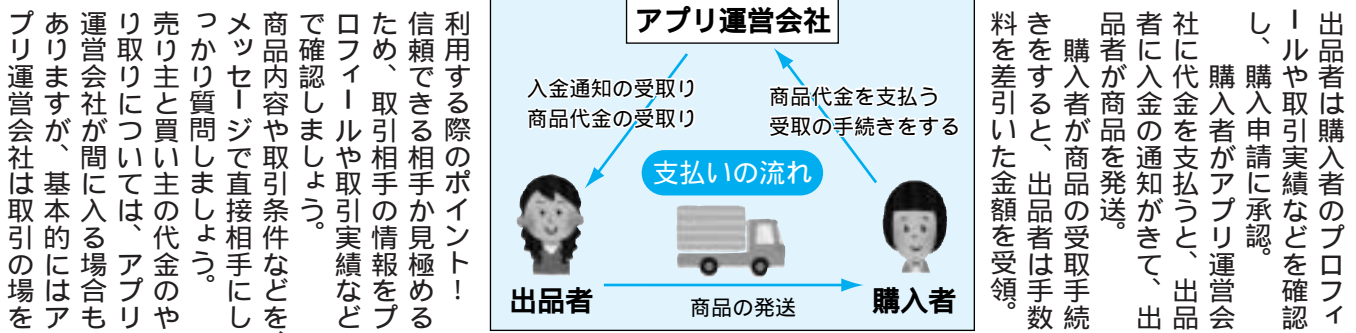 出品者は購入者のプロフィ
ールや取引実績などを確認
し、購入申請に承認。
購入者がアプリ運営会
社に代金を支払うと、出品
者に入金の通知がきて、出
品者が商品を発送。
購入者が商品の受取手続
きをすると、出品者は手数
料を差引いた金額を受領。
アプリ運営会社
入金通知の受取り
商品代金の受取り
商品代金を支払う
受取の手続きをする
支払いの流れ
出品者
商品の発送
購入者
利用する際のポイント！
信頼できる相手か見極める
ため、取引相手の情報をプ
ロフィールや取引実績など
で確認しましょう。
商品内容や取引条件などを、
メッセージで直接相手にし
っかり質問しましょう。
売り主と買い主の代金のや
り取りについては、アプリ
運営会社が間に入る場合も
ありますが、基本的にはア
プリ運営会社は取引の場を